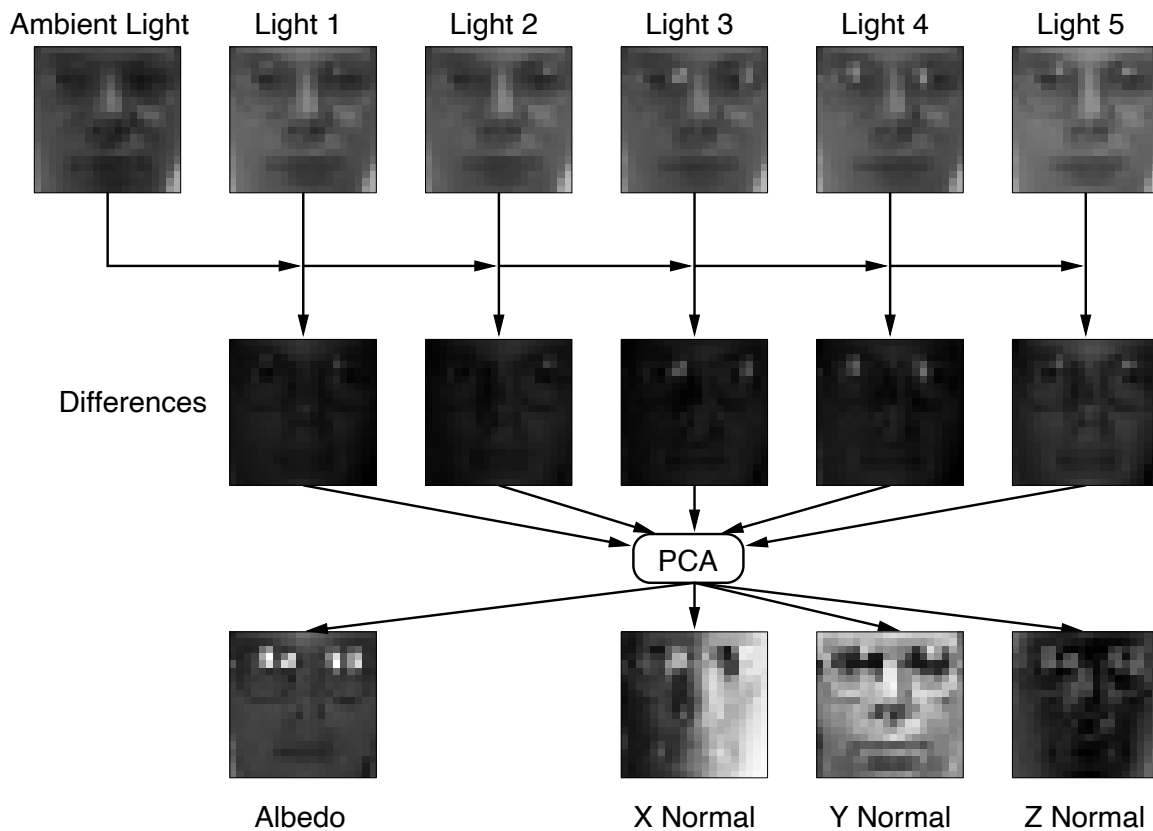 Ambient Light Light 1 Light 2 Light 3 Light 4 Light 5
Differences
PCA
Albedo X Normal Y Normal Z Normal